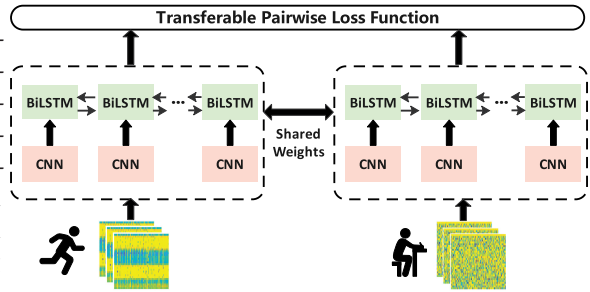 Transferable Pairwise Loss Function
BiLSTM BiLSTM ... BiLSTM
CNN CNN CNN
Shared
Weights
BiLSTM BiLSTM ... BiLSTM
CNN CNN CNN